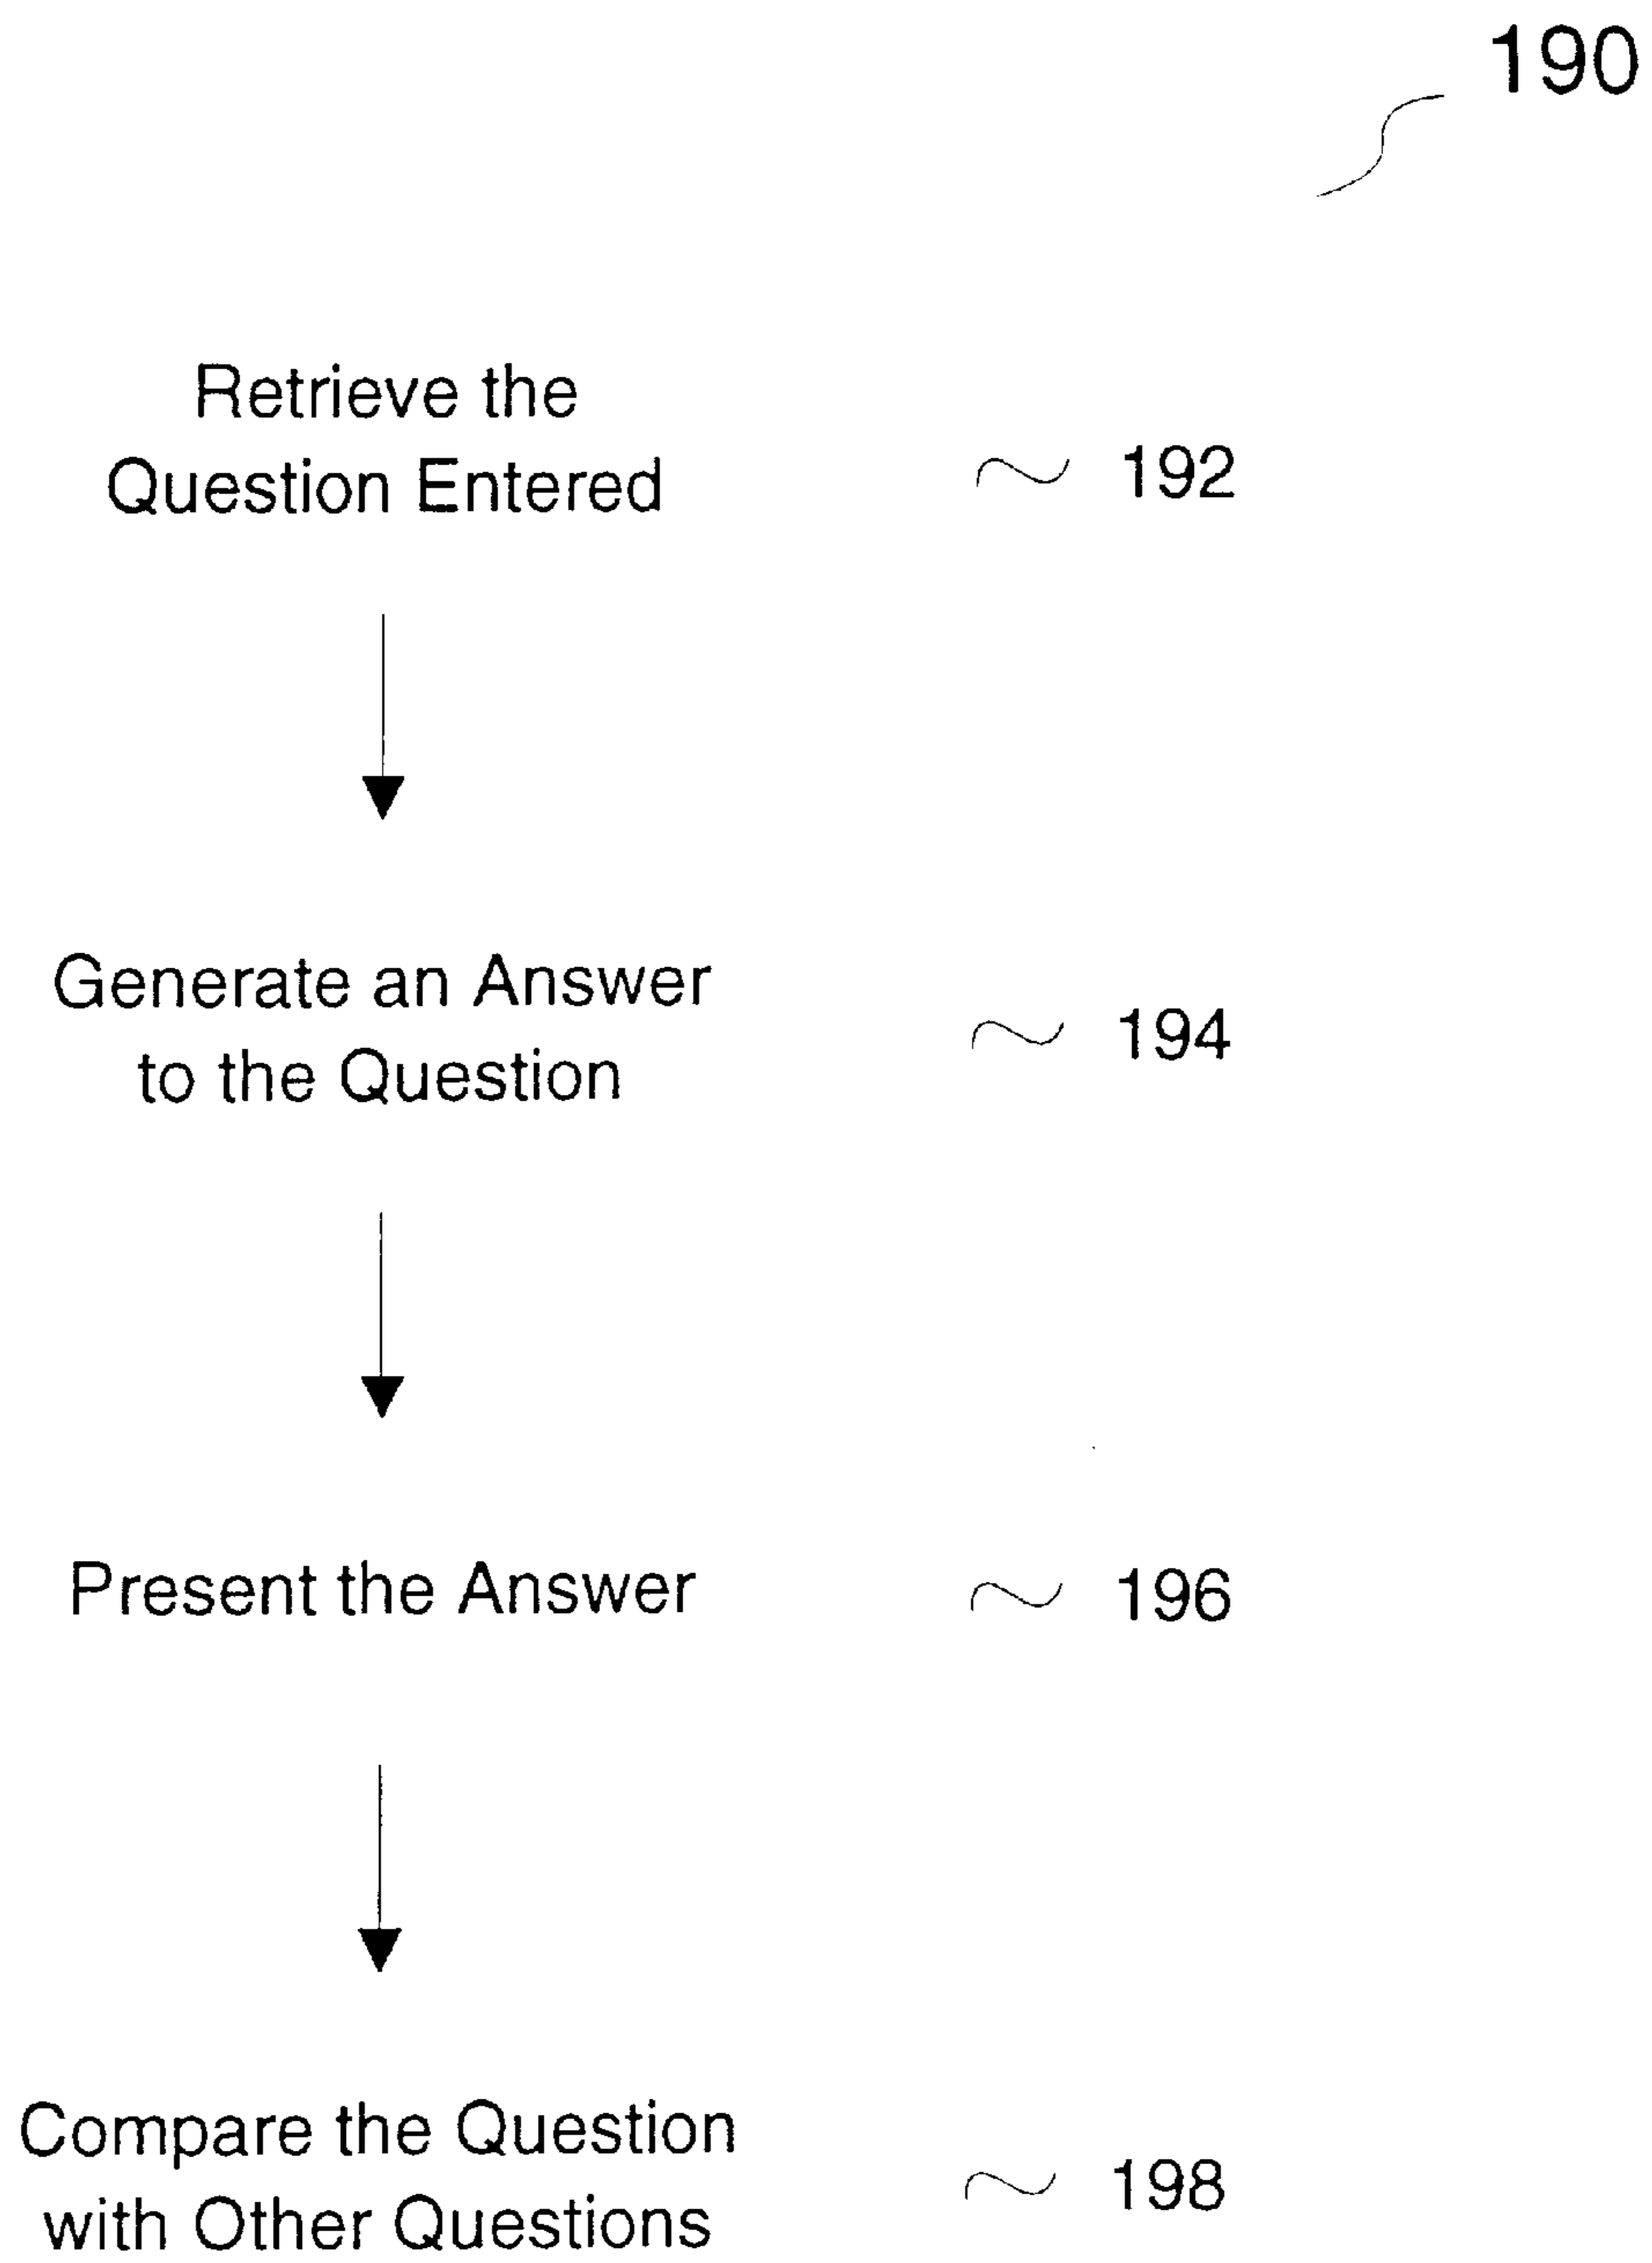 190
Retrieve the
Question Entered
192
Generate an Answer
to the Question
194
Present the Answer
196
Compare the Question
with Other Questions
198